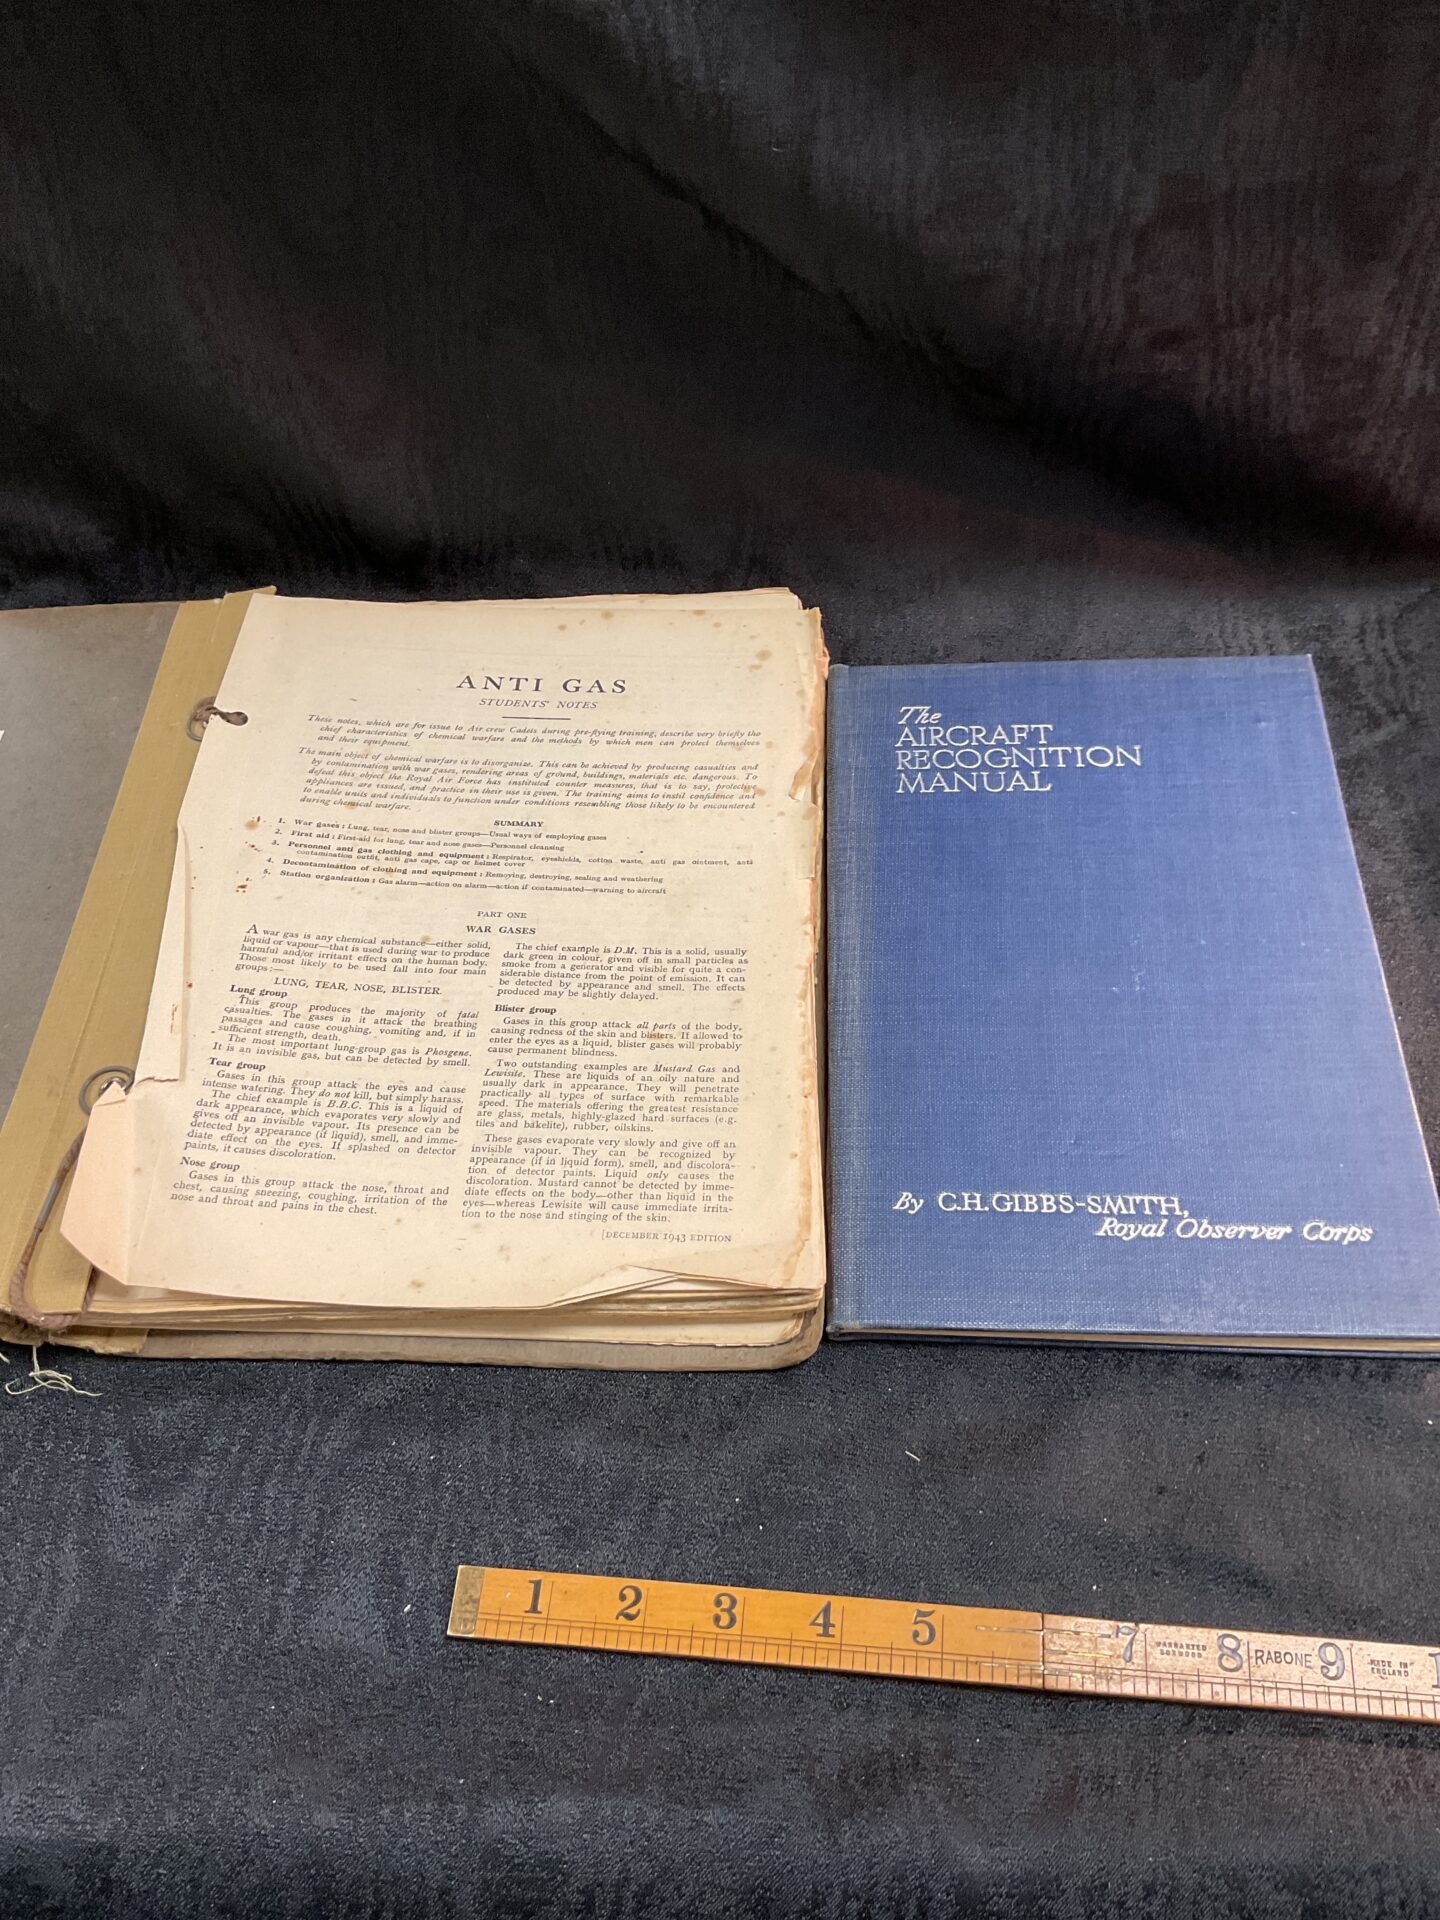 ANTI GAS
STUDENTS' NOTES
These notes, which are for issue to Air crew Cadets during pre-flying training, describe very briefly the
chief characteristics of chemical warfare and the methods by which men can protect themselves
and their equipment.
The main object of chemical warfare is to disorganize. This can be achieved by producing casualties and
by contamination with war gases, rendering areas of ground, buildings, materials etc. dangerous. To
defeat this object the Royal Air Force has instituted counter measures, that is to say, protective
appliances are issued, and practice in their use is given. The training aims to instil confidence and
to enable units and individuals to function under conditions resembling those likely to be encountered
during chemical warfare.
SUMMARY
1. War gases : Lung, tear, nose and blister groups—Usual ways of employing gases
2. First aid : First-aid for lung, tear and nose gases—Personnel cleansing
3. Personnel anti gas clothing and equipment : Respirator, eyeshields, cotton waste, anti gas ointment, anti
contamination outfit, anti gas cape, cap or helmet cover
4. Decontamination of clothing and equipment : Removing, destroying, sealing and weathering
5. Station organization : Gas alarm—action on alarm—action if contaminated—warning to aircraft
PART ONE
WAR GASES
A war gas is any chemical substance—either solid,
liquid or vapour—that is used during war to produce
harmful and/or irritant effects on the human body.
Those most likely to be used fall into four main
groups :—
LUNG, TEAR, NOSE, BLISTER.
Lung group
This group produces the majority of fatal
casualties. The gases in it attack the breathing
passages and cause coughing, vomiting and, if in
sufficient strength, death.
The most important lung-group gas is Phosgene.
It is an invisible gas, but can be detected by smell.
Tear group
Gases in this group attack the eyes and cause
intense watering. They do not kill, but simply harass.
The chief example is B.B.C. This is a liquid of
dark appearance, which evaporates very slowly and
gives off an invisible vapour. Its presence can be
detected by appearance (if liquid), smell, and imme-
diate effect on the eyes. If splashed on detector
paints, it causes discoloration.
Nose group
Gases in this group attack the nose, throat and
chest, causing sneezing, coughing, irritation of the
nose and throat and pains in the chest.
The chief example is D.M. This is a solid, usually
dark green in colour, given off in small particles as
smoke from a generator and visible for quite a con-
siderable distance from the point of emission. It can
be detected by appearance and smell. The effects
produced may be slightly delayed.
Blister group
Gases in this group attack all parts of the body,
causing redness of the skin and blisters. If allowed to
enter the eyes as a liquid, blister gases will probably
cause permanent blindness.
Two outstanding examples are Mustard Gas and
Lewisite. These are liquids of an oily nature and
usually dark in appearance. They will penetrate
practically all types of surface with remarkable
speed. The materials offering the greatest resistance
are glass, metals, highly-glazed hard surfaces (e.g.
tiles and bakelite), rubber, oilskins.
These gases evaporate very slowly and give off an
invisible vapour. They can be recognized by
appearance (if in liquid form), smell, and discolora-
tion of detector paints. Liquid only causes the
discoloration. Mustard cannot be detected by imme-
diate effects on the body—other than liquid in the
eyes—whereas Lewisite will cause immediate irrita-
tion to the nose and stinging of the skin.
[DECEMBER 1943 EDITION
The
AIRCRAFT
RECOGNITION
MANUAL
By C.H. GIBBS-SMITH,
Royal Observer Corps
1 2 3 4 5 7 WARRANTED BOXWOOD 8 RABONE 9 MADE IN ENGLAND 1